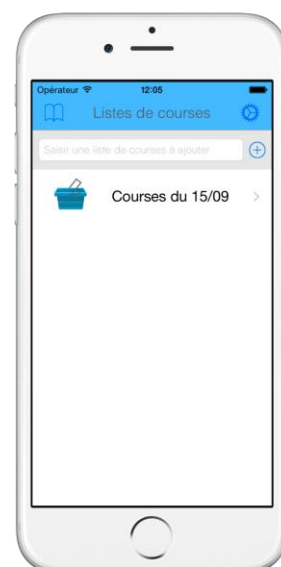 Opérateur 12:05
Listes de courses
Saisir une liste de courses à ajouter
Courses du 15/09